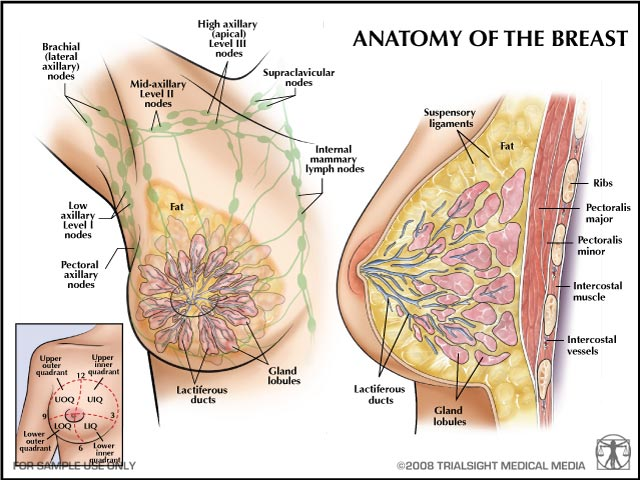 ANATOMY OF THE BREAST
High axillary
(apical)
Level III
nodes
Brachial
(lateral
axillary)
nodes
Mid-axillary
Level II
nodes
Supraclavicular
nodes
Internal
mammary
lymph nodes
Low
axillary
Level I
nodes
Pectoral
axillary
nodes
Fat
Lactiferous
ducts
Gland
lobules
Suspensory
ligaments
Fat
Ribs
Pectoralis
major
Pectoralis
minor
Intercostal
muscle
Intercostal
vessels
Lactiferous
ducts
Gland
lobules
Upper
outer
quadrant
Upper
inner
quadrant
12
UOQ
UIQ
9
3
LOQ
LIQ
6
Lower
outer
quadrant
Lower
inner
quadrant
FOR SAMPLE USE ONLY
©2008 TRIALSIGHT MEDICAL MEDIA